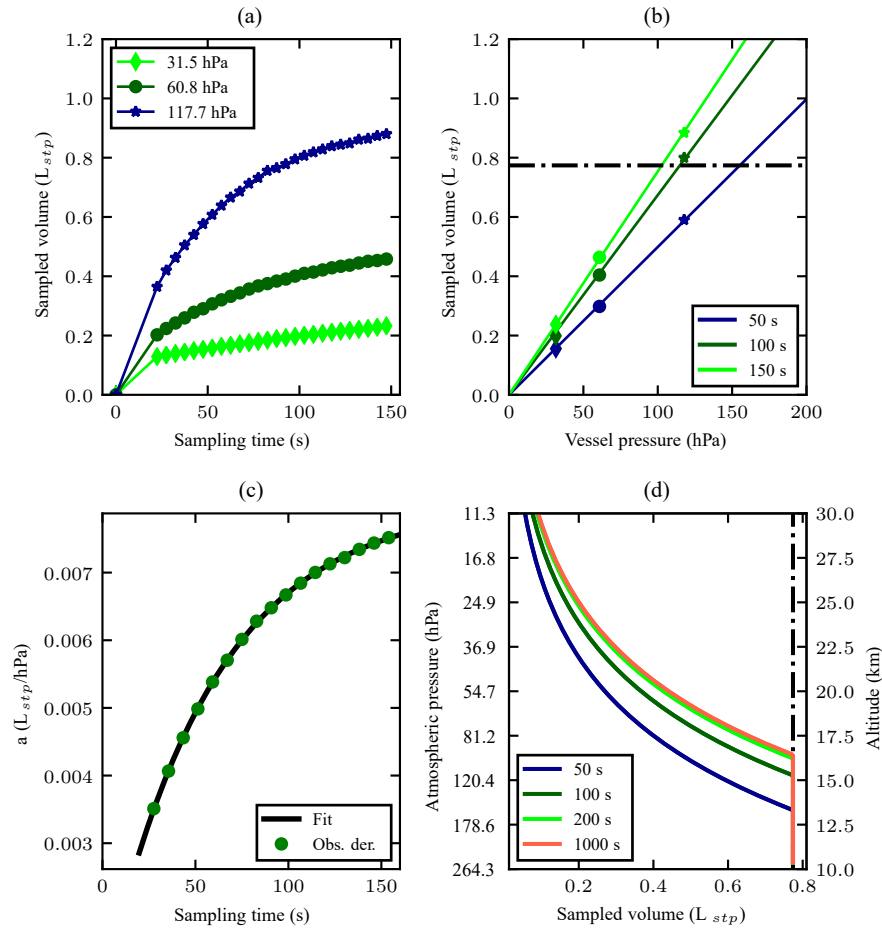 (a)
Sampled volume (L stp)
1.2
1.0
0.8
0.6
0.4
0.2
0.0
31.5 hPa
60.8 hPa
117.7 hPa
0 50 100 150
Sampling time (s)
(b)
Sampled volume (L stp)
1.2
1.0
0.8
0.6
0.4
0.2
0.0
50 s
100 s
150 s
0 50 100 150 200
Vessel pressure (hPa)
(c)
a (L stp/hPa)
0.007
0.006
0.005
0.004
0.003
Fit
Obs. der.
0 50 100 150
Sampling time (s)
(d)
Atmospheric pressure (hPa)
11.3
16.8
24.9
36.9
54.7
81.2
120.4
178.6
264.3
50 s
100 s
200 s
1000 s
30.0
27.5
25.0
22.5
20.0
17.5
15.0
12.5
10.0
Altitude (km)
0.2 0.4 0.6 0.8
Sampled volume (L stp)